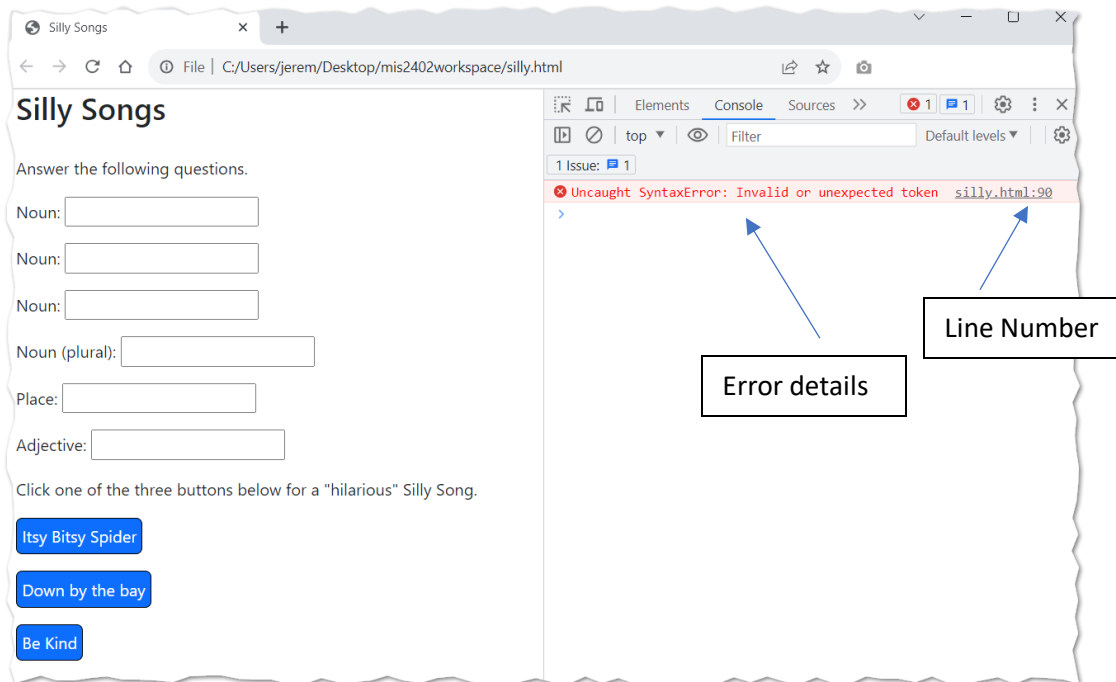 Silly Songs
File | C:/Users/jerem/Desktop/mis2402workspace/silly.html
Silly Songs
Answer the following questions.
Noun:
Noun:
Noun:
Noun (plural):
Place:
Adjective:
Click one of the three buttons below for a "hilarious" Silly Song.
Itsy Bitsy Spider
Down by the bay
Be Kind
Elements Console Sources 1 1
top Filter Default levels
1 Issue: 1
Uncaught SyntaxError: Invalid or unexpected token silly.html:90
Line Number
Error details